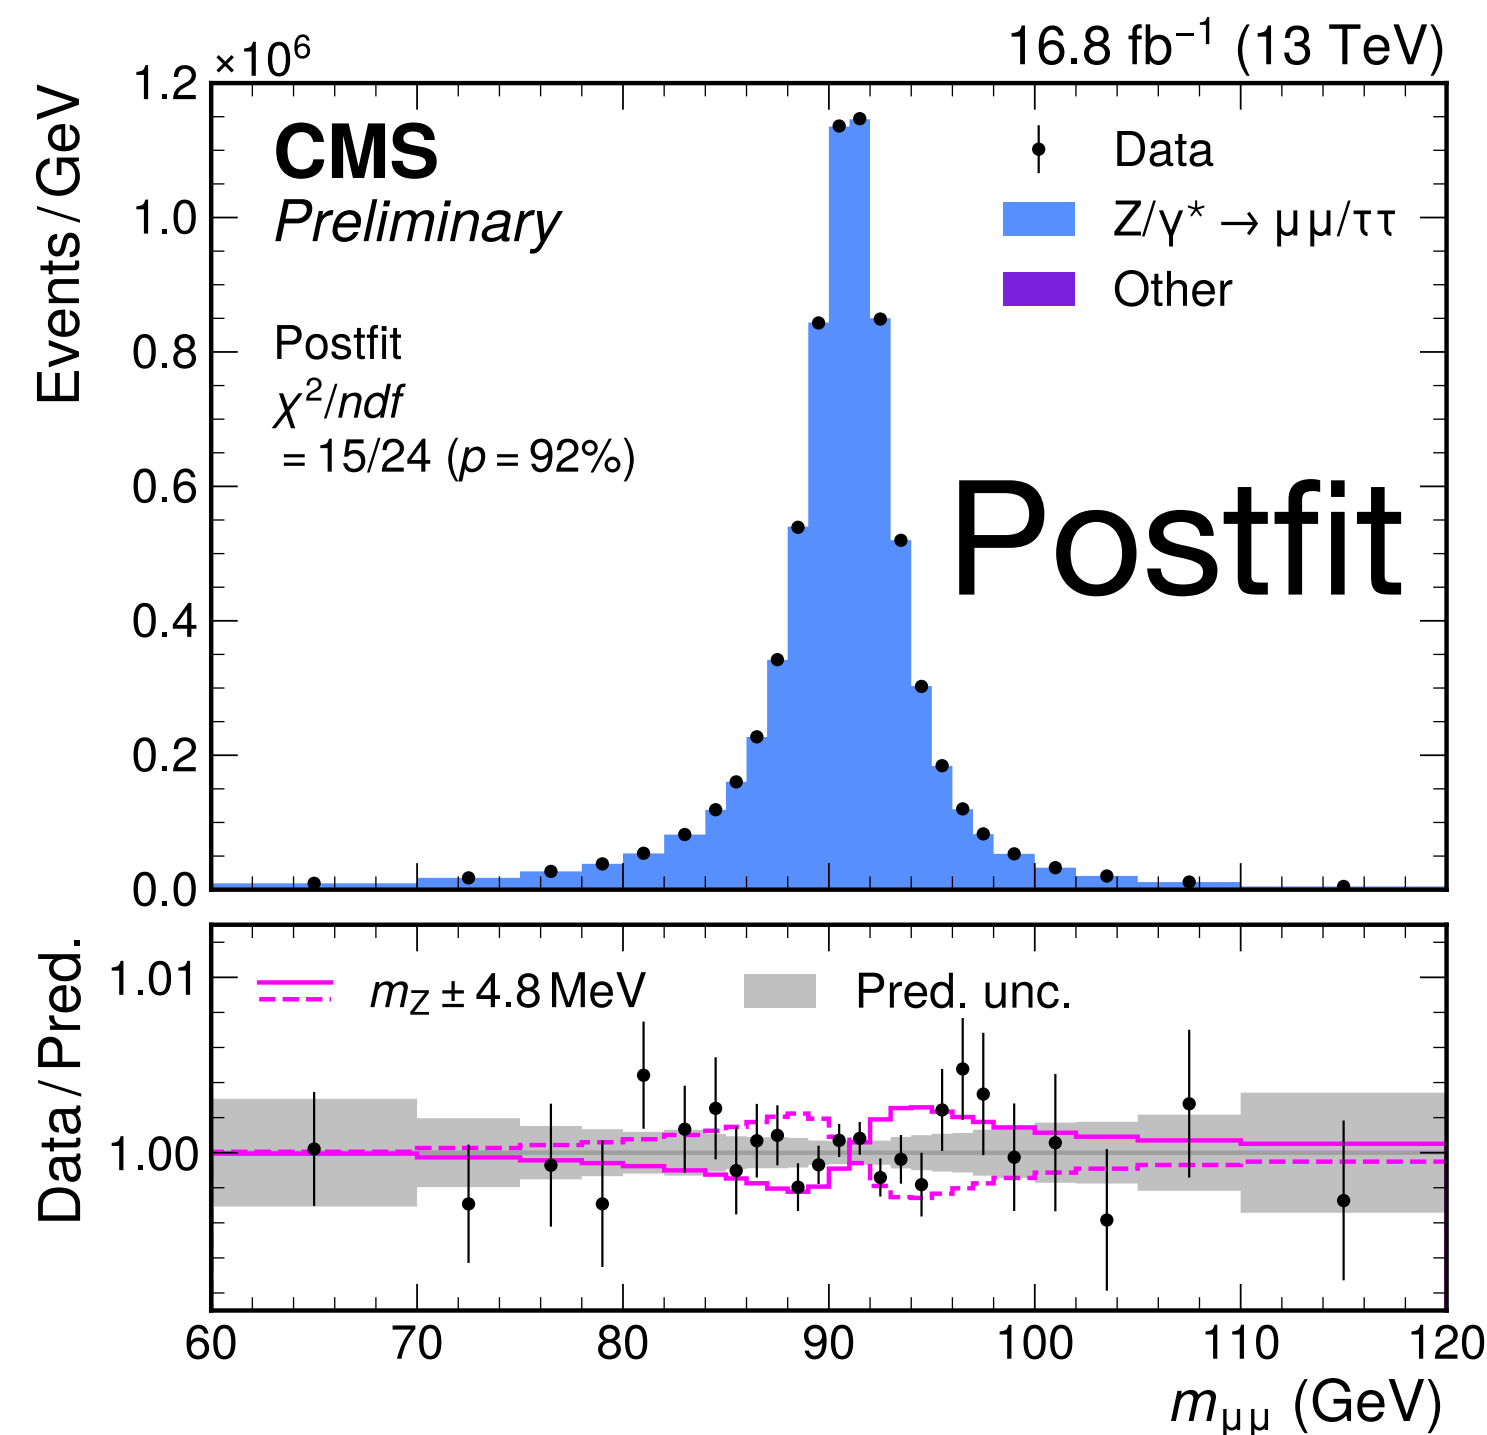 ×10⁶
16.8 fb⁻¹ (13 TeV)
Events/GeV
1.2
1.0
0.8
0.6
0.4
0.2
0.0
CMS
Preliminary
Postfit
χ²/ndf
= 15/24 (p = 92%)
Data
Z/γ* → μμ/ττ
Other
Postfit
Data/Pred.
1.01
1.00
m_Z ± 4.8 MeV
Pred. unc.
60 70 80 90 100 110 120
m_μμ (GeV)